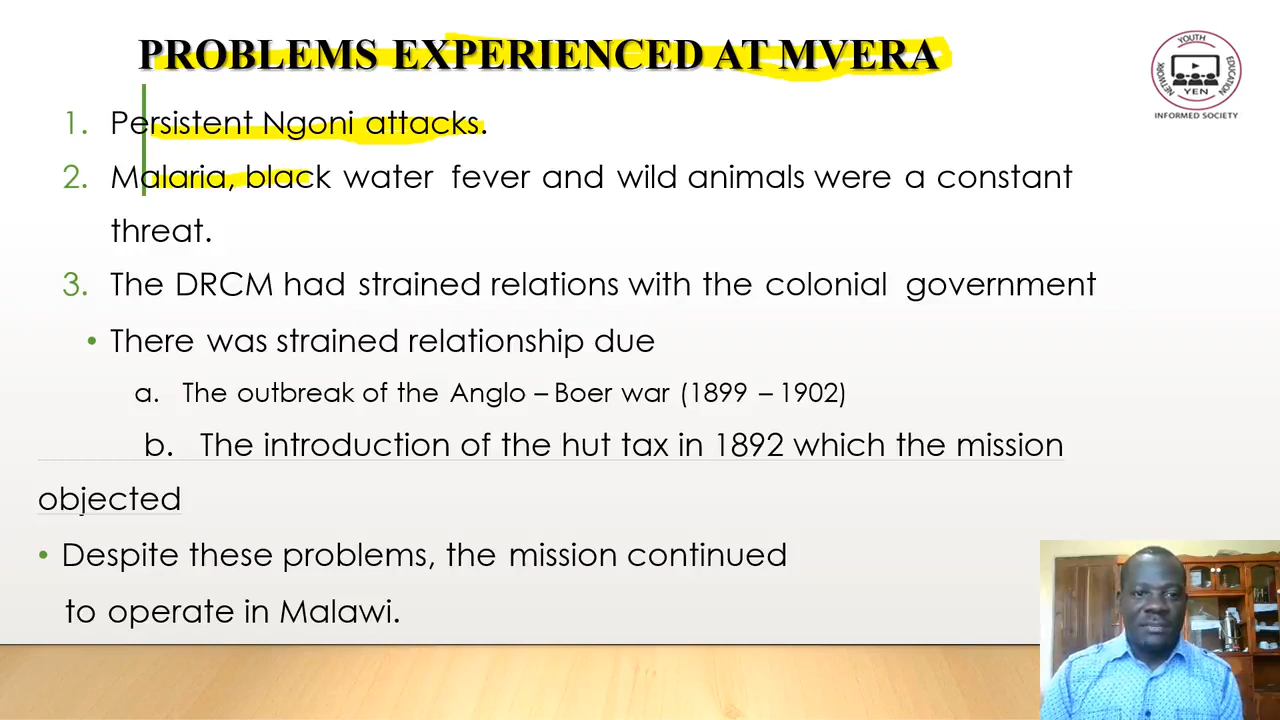 PROBLEMS EXPERIENCED AT MVERA
YOUTH
NETWORK
EDUCATION
YEN
INFORMED SOCIETY
1. Persistent Ngoni attacks.
2. Malaria, black water fever and wild animals were a constant
threat.
3. The DRCM had strained relations with the colonial government
• There was strained relationship due
a. The outbreak of the Anglo – Boer war (1899 – 1902)
b. The introduction of the hut tax in 1892 which the mission
objected
• Despite these problems, the mission continued
to operate in Malawi.